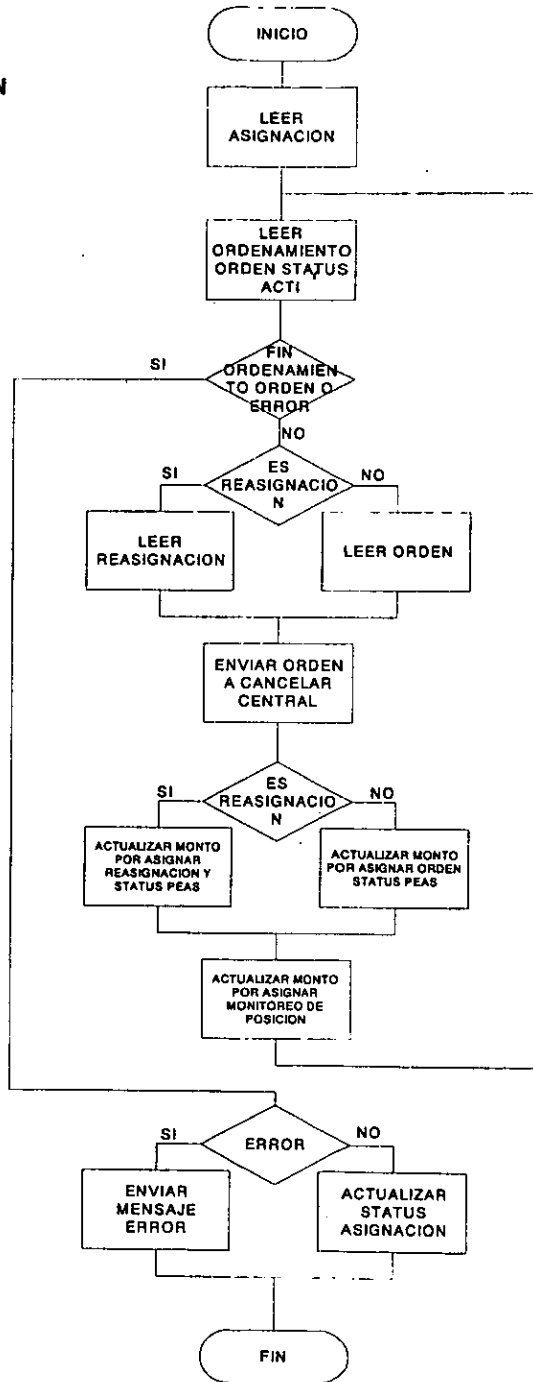 INICIO
N
LEER
ASIGNACION
LEER
ORDENAMIENTO
ORDEN STATUS Y
ACTI
FIN
ORDENAMIEN
TO ORDEN O
ERROR
SI
NO
ES
REASIGNACIO
N
SI
NO
LEER
REASIGNACION
LEER ORDEN
ENVIAR ORDEN
A CANCELAR
CENTRAL
ES
REASIGNACIO
N
SI
NO
ACTUALIZAR MONTO
POR ASIGNAR
REASIGNACION Y
STATUS PEAS
ACTUALIZAR MONTO
POR ASIGNAR ORDEN
STATUS PEAS
ACTUALIZAR MONTO
POR ASIGNAR
MONITOREO DE
POSICION
SI
ERROR
NO
ENVIAR
MENSAJE
ERROR
ACTUALIZAR
STATUS
ASIGNACION
FIN